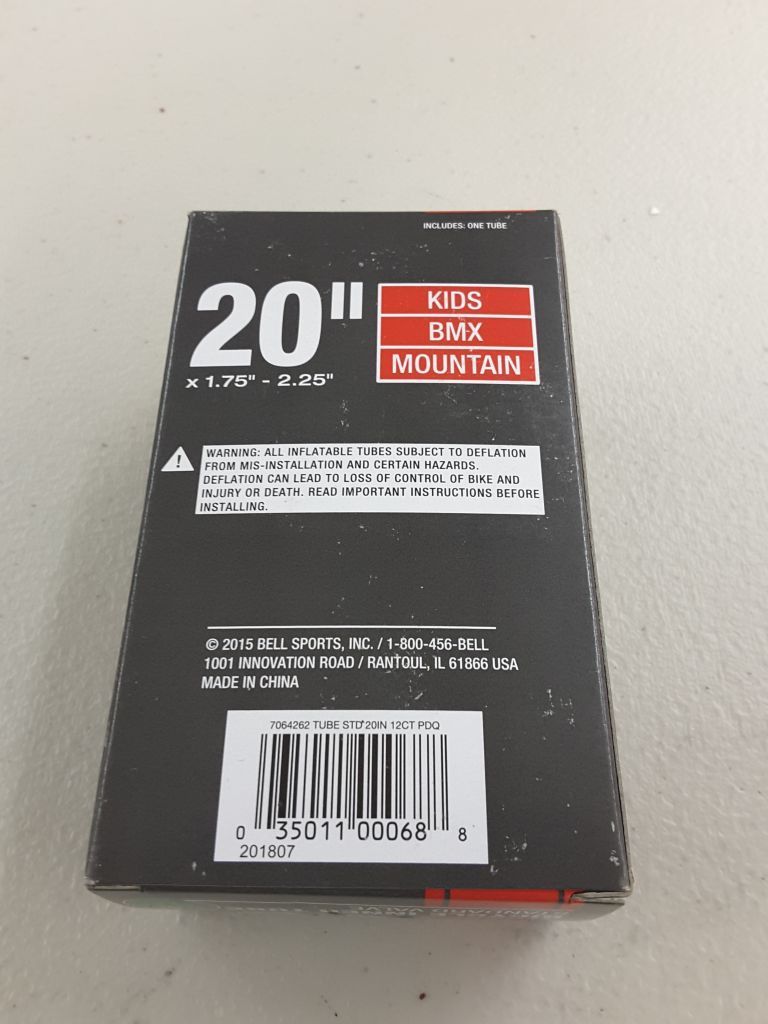 INCLUDES: ONE TUBE
20"
x 1.75" - 2.25"
KIDS
BMX
MOUNTAIN
WARNING: ALL INFLATABLE TUBES SUBJECT TO DEFLATION
FROM MIS-INSTALLATION AND CERTAIN HAZARDS.
DEFLATION CAN LEAD TO LOSS OF CONTROL OF BIKE AND
INJURY OR DEATH. READ IMPORTANT INSTRUCTIONS BEFORE
INSTALLING.
© 2015 BELL SPORTS, INC. / 1-800-456-BELL
1001 INNOVATION ROAD / RANTOUL, IL 61866 USA
MADE IN CHINA
7064262 TUBE STD 20IN 12CT PDQ
0 35011 00068 8
201807
STANDARD VALVE